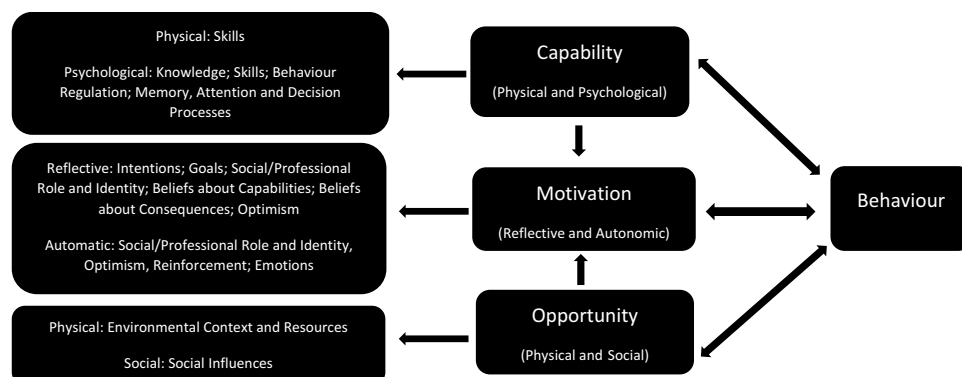 Physical: Skills
Psychological: Knowledge; Skills; Behaviour
Regulation; Memory, Attention and Decision
Processes
Capability
(Physical and Psychological)
Reflective: Intentions; Goals; Social/Professional
Role and Identity; Beliefs about Capabilities; Beliefs
about Consequences; Optimism
Automatic: Social/Professional Role and Identity,
Optimism, Reinforcement; Emotions
Motivation
(Reflective and Autonomic)
Behaviour
Physical: Environmental Context and Resources
Social: Social Influences
Opportunity
(Physical and Social)